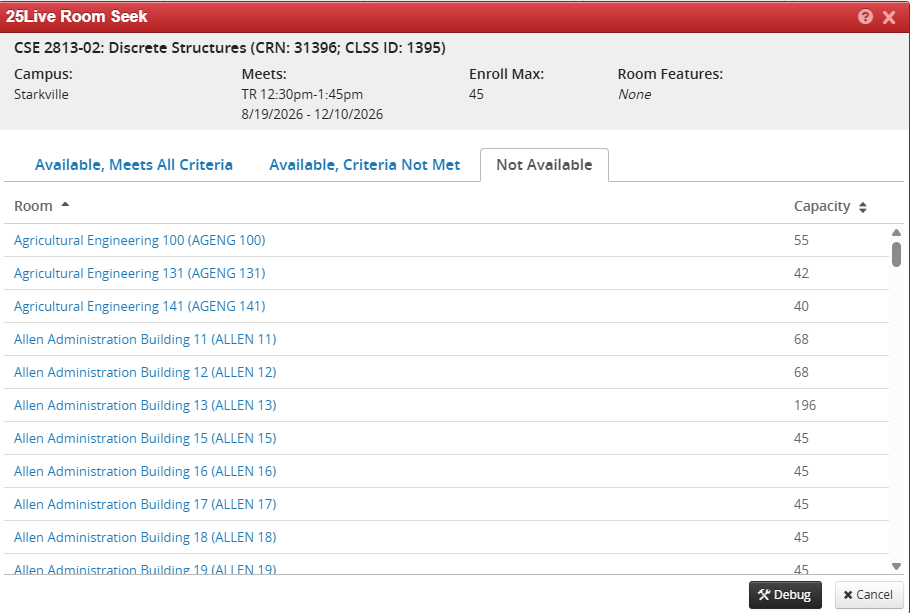 25Live Room Seek
CSE 2813-02: Discrete Structures (CRN: 31396; CLSS ID: 1395)
Campus: Meets: Enroll Max: Room Features:
Starkville TR 12:30pm-1:45pm 45 None
8/19/2026 - 12/10/2026
Available, Meets All Criteria Available, Criteria Not Met Not Available
Room Capacity
Agricultural Engineering 100 (AGENG 100) 55
Agricultural Engineering 131 (AGENG 131) 42
Agricultural Engineering 141 (AGENG 141) 40
Allen Administration Building 11 (ALLEN 11) 68
Allen Administration Building 12 (ALLEN 12) 68
Allen Administration Building 13 (ALLEN 13) 196
Allen Administration Building 15 (ALLEN 15) 45
Allen Administration Building 16 (ALLEN 16) 45
Allen Administration Building 17 (ALLEN 17) 45
Allen Administration Building 18 (ALLEN 18) 45
Allen Administration Building 19 (ALLEN 19) 45
Debug Cancel